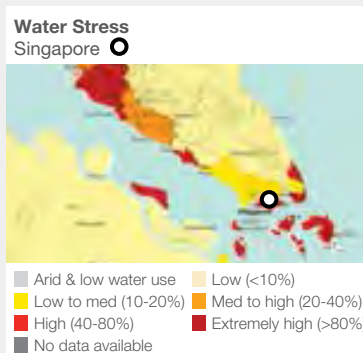 Water Stress
Singapore
Arid & low water use
Low (<10%)
Low to med (10-20%)
Med to high (20-40%)
High (40-80%)
Extremely high (>80%
No data available